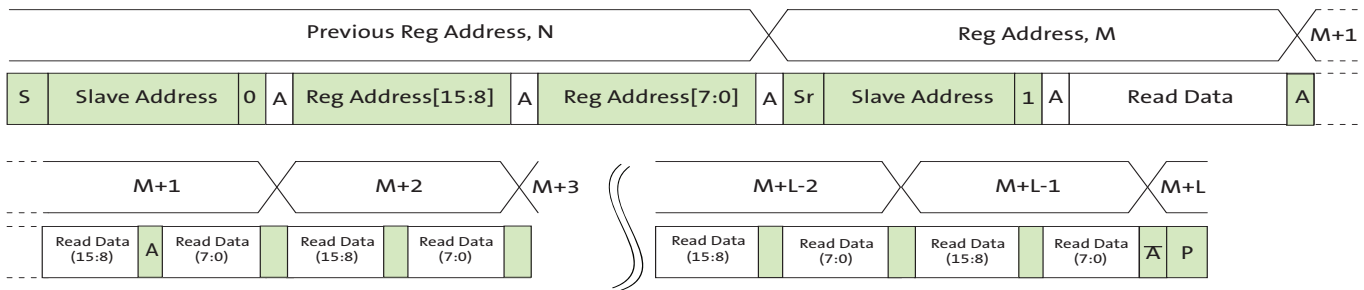 Previous Reg Address, N Reg Address, M M+1
S Slave Address 0 A Reg Address[15:8] A Reg Address[7:0] A Sr Slave Address 1 A Read Data A
M+1 M+2 M+3 M+L-2 M+L-1 M+L
Read Data (15:8) A Read Data (7:0) Read Data (15:8) Read Data (7:0) Read Data (15:8) Read Data (7:0) Read Data (15:8) Read Data (7:0) A̅ P